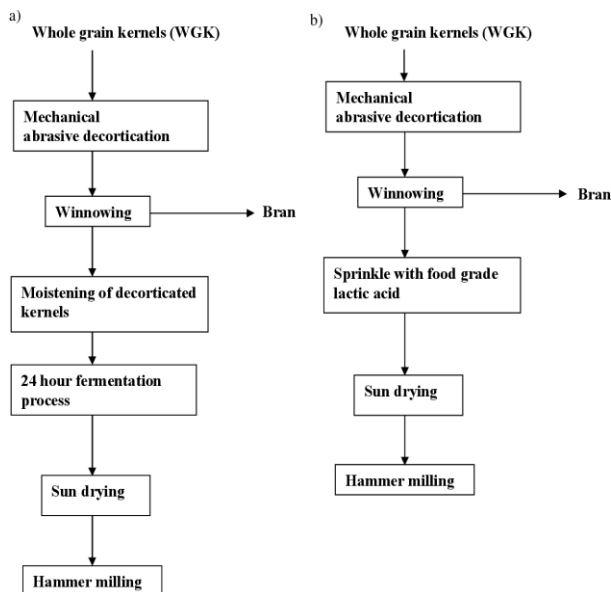 a)
Whole grain kernels (WGK)
Mechanical
abrasive decortication
Winnowing
Bran
Moistening of decorticated
kernels
24 hour fermentation
process
Sun drying
Hammer milling
b)
Whole grain kernels (WGK)
Mechanical
abrasive decortication
Winnowing
Bran
Sprinkle with food grade
lactic acid
Sun drying
Hammer milling